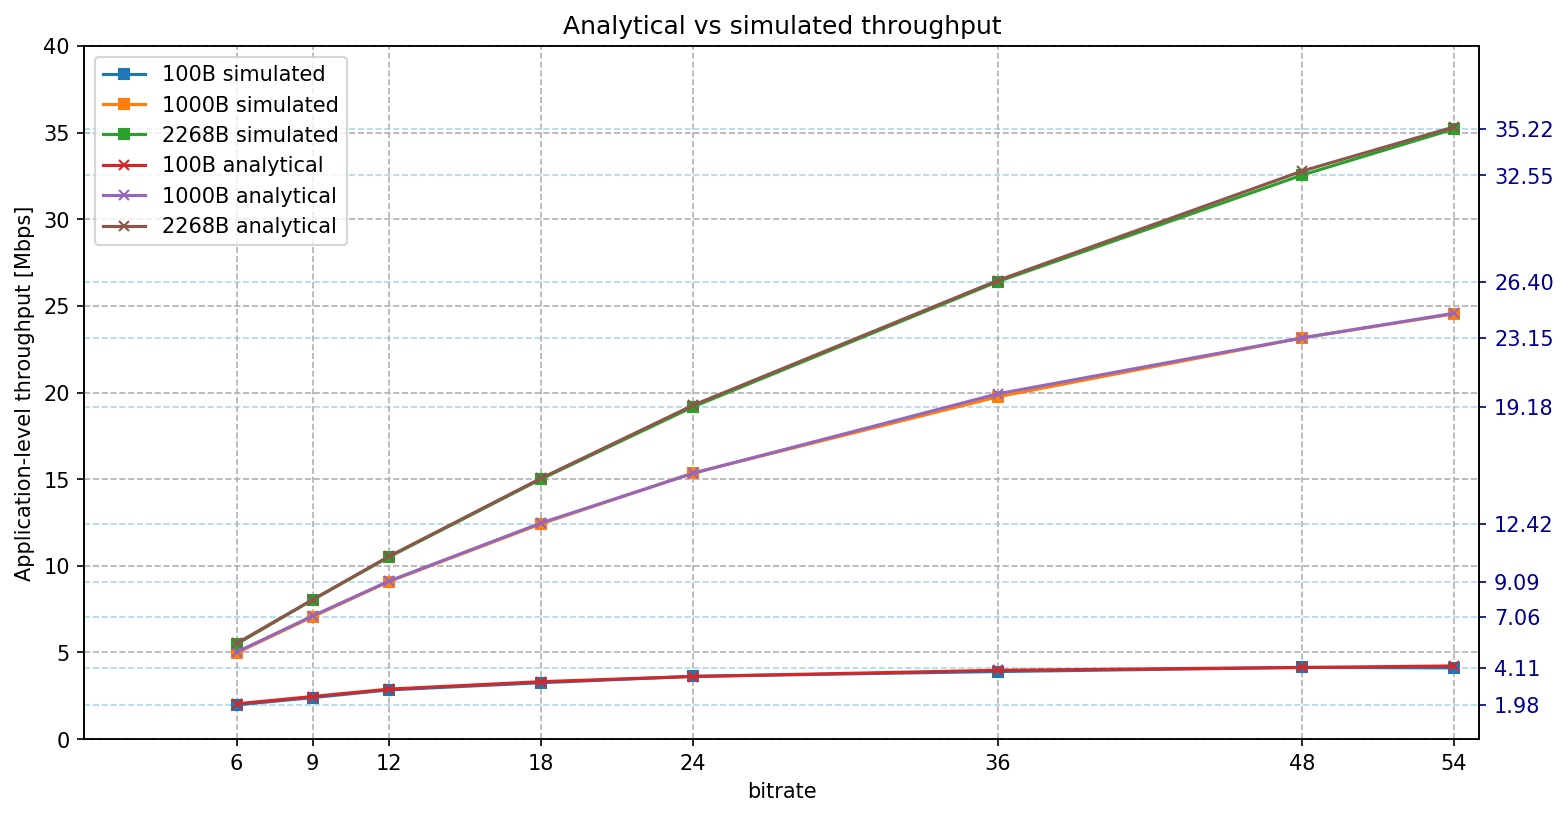 Analytical vs simulated throughput
100B simulated
1000B simulated
2268B simulated
100B analytical
1000B analytical
2268B analytical
Application-level throughput [Mbps]
40
35
30
25
20
15
10
5
0
35.22
32.55
26.40
23.15
19.18
12.42
9.09
7.06
4.11
1.98
6 9 12 18 24 36 48 54
bitrate